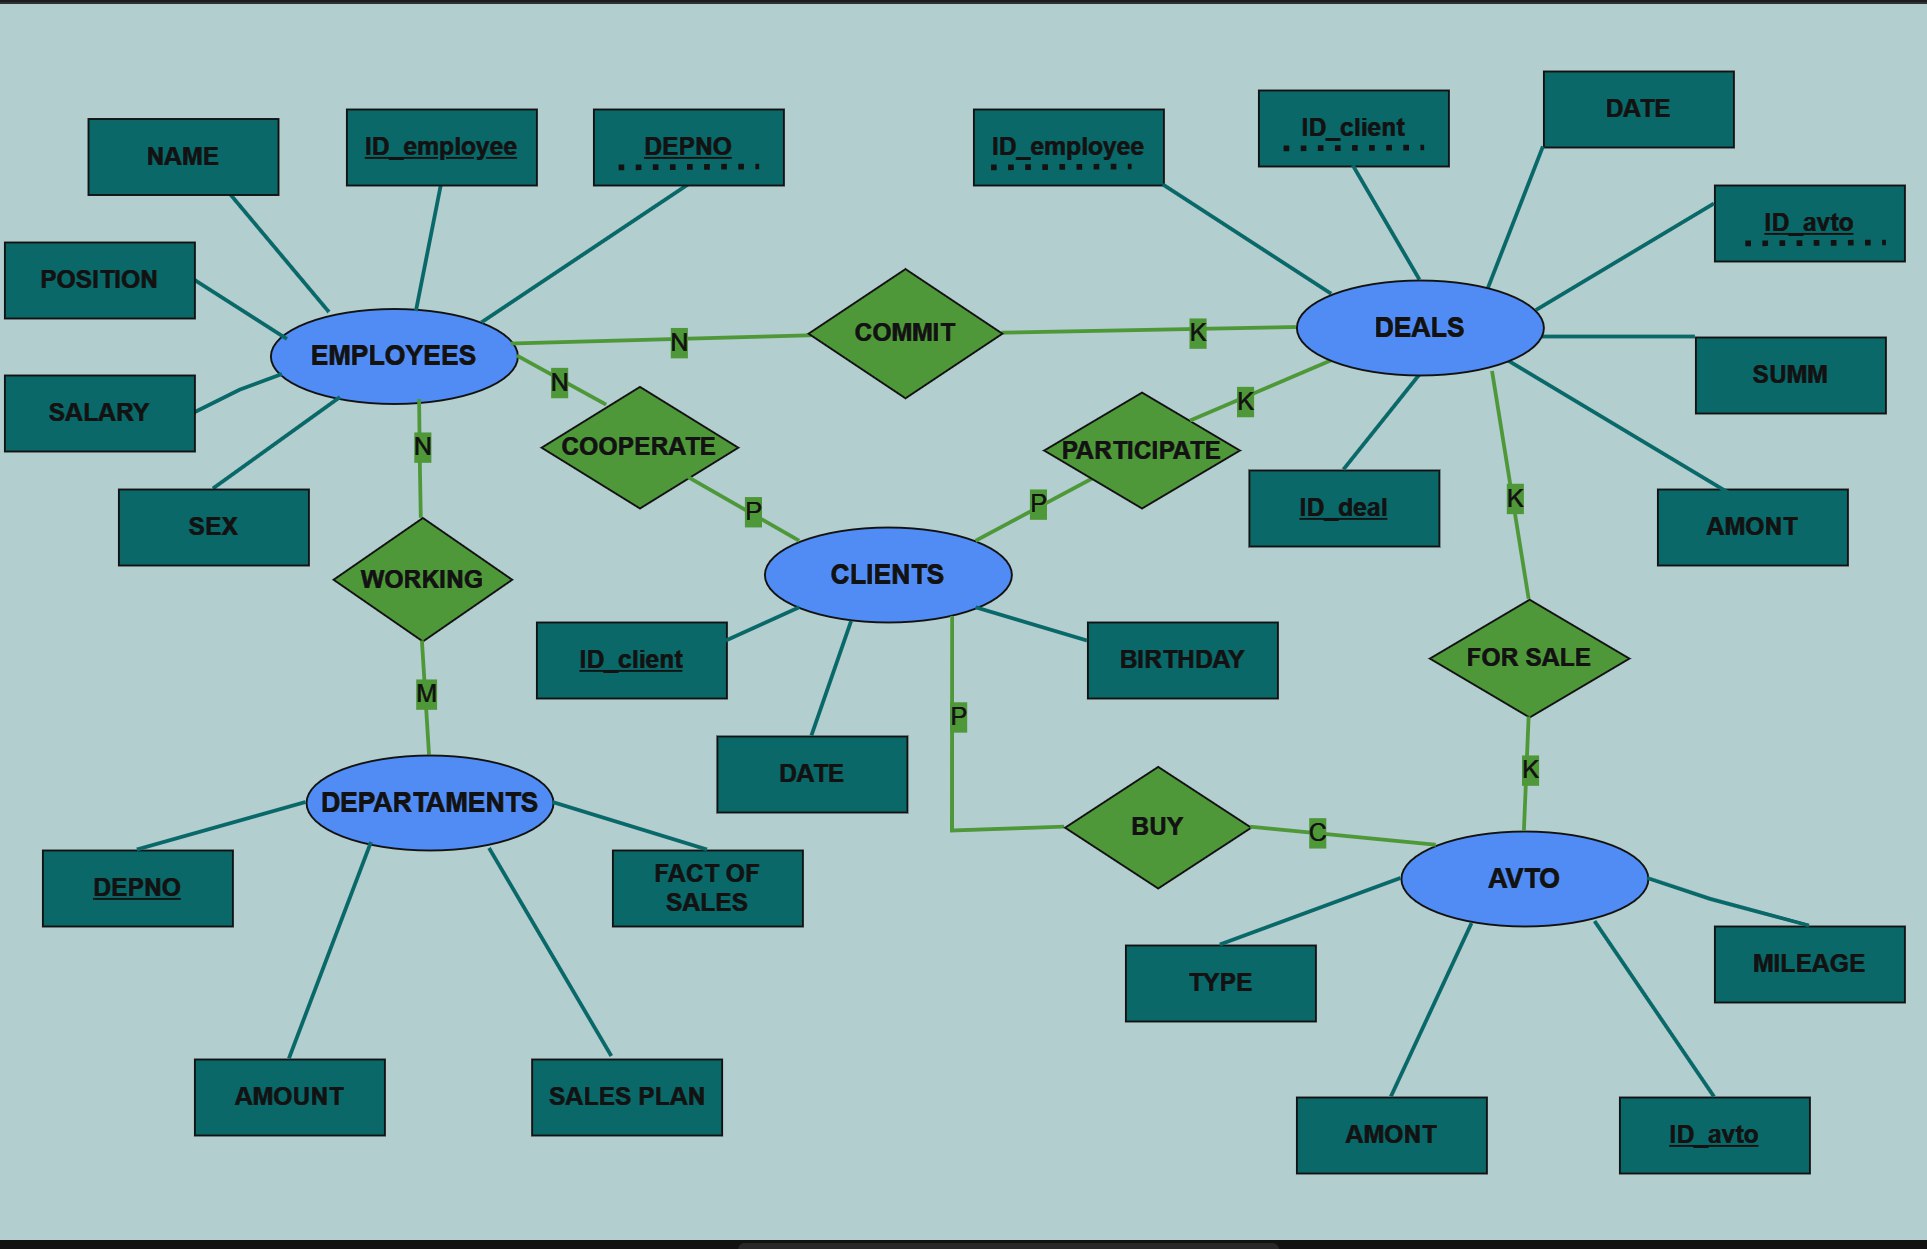 DATE
ID_client
NAME
ID_employee
DEPNO
ID_employee
ID_avto
POSITION
EMPLOYEES
N
COMMIT
K
DEALS
SUMM
SALARY
N
K
N
COOPERATE
PARTICIPATE
SEX
P
P
ID_deal
K
AMONT
WORKING
CLIENTS
ID_client
BIRTHDAY
FOR SALE
M
P
DATE
K
DEPARTAMENTS
BUY
C
DEPNO
FACT OF
SALES
AVTO
TYPE
MILEAGE
AMOUNT
SALES PLAN
AMONT
ID_avto